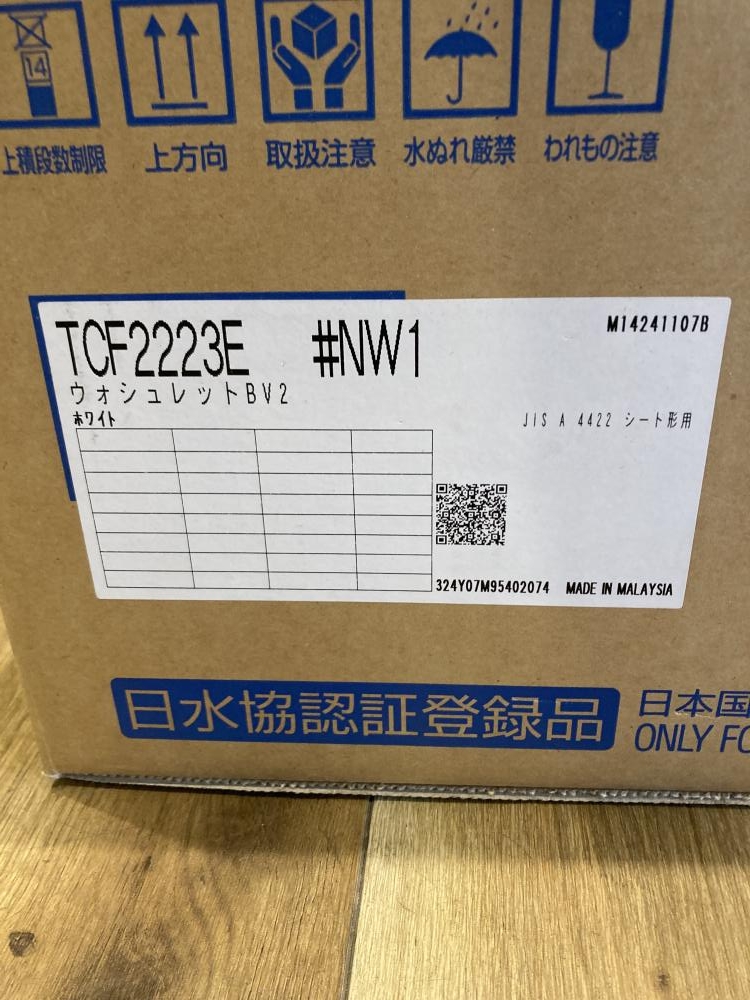 14
上積段数制限 上方向 取扱注意 水ぬれ厳禁 われもの注意
TCF2223E #NW1 M14241107B
ウォシュレットBV2
ホワイト JIS A 4422 シート形用
324Y07M95402074 MADE IN MALAYSIA
日水協認証登録品 日本国
ONLY FO